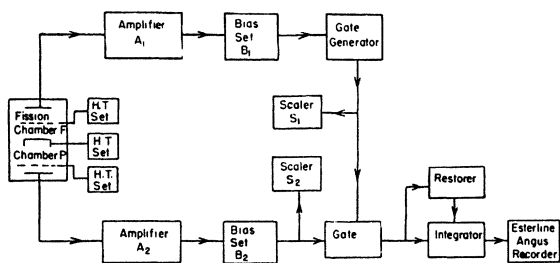 Amplifier
A1
Bias
Set
B1
Gate
Generator
Fission
Chamber F
H.T
Set
Scaler
S1
H T
Set
Chamber P
H.T.
Set
Scaler
S2
Restorer
Amplifier
A2
Bias
Set
B2
Gate
Integrator
Esterline
Angus
Recorder